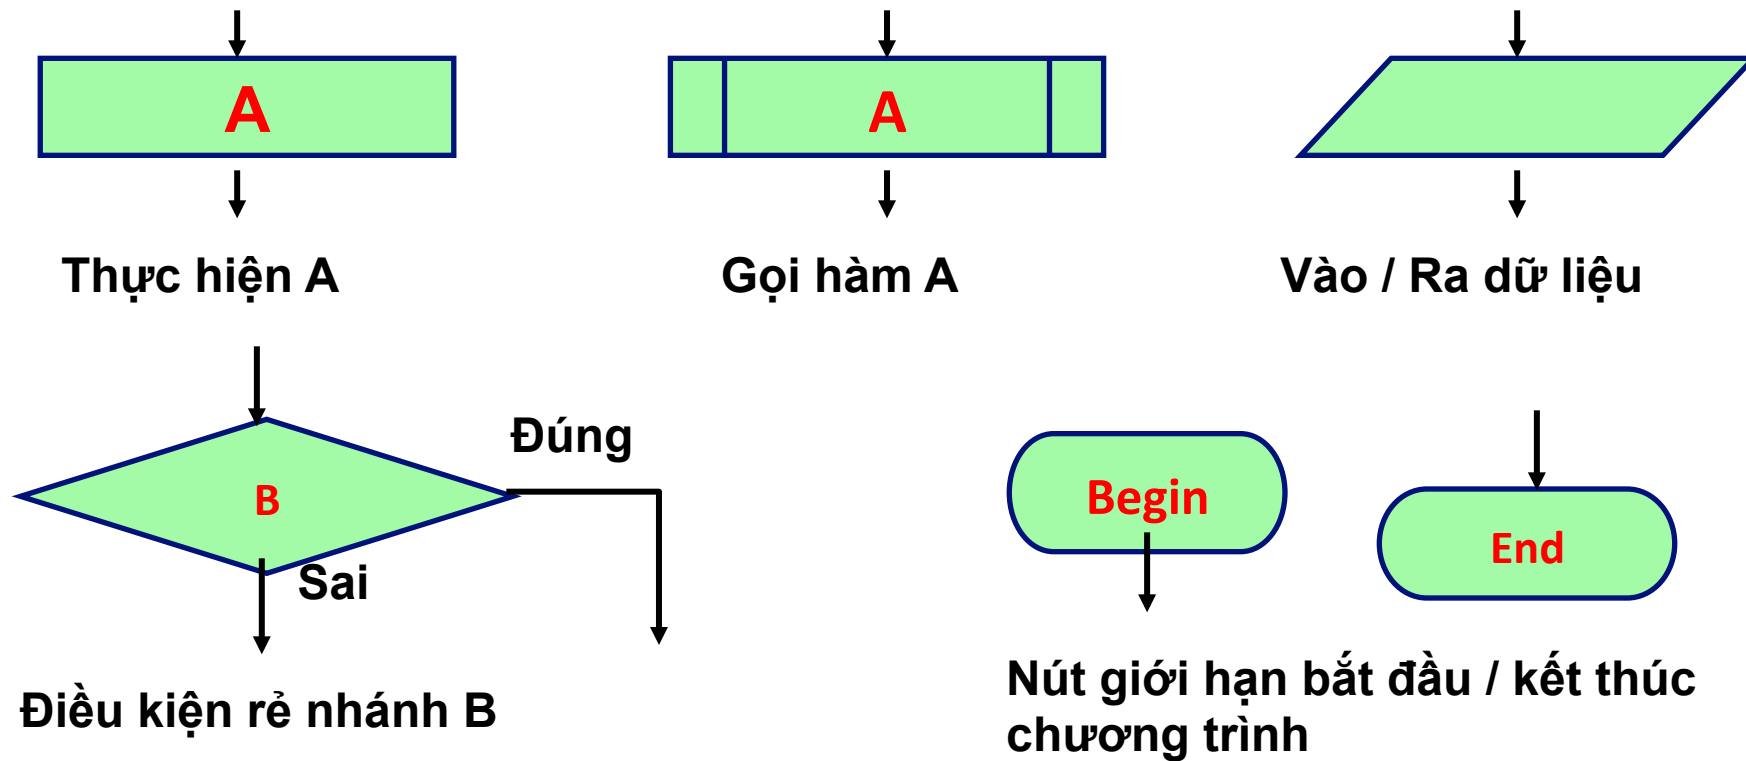 A
A
Thực hiện A
Gọi hàm A
Vào / Ra dữ liệu
Đúng
B
Sai
Begin
End
Điều kiện rẻ nhánh B
Nút giới hạn bắt đầu / kết thúc
chương trình